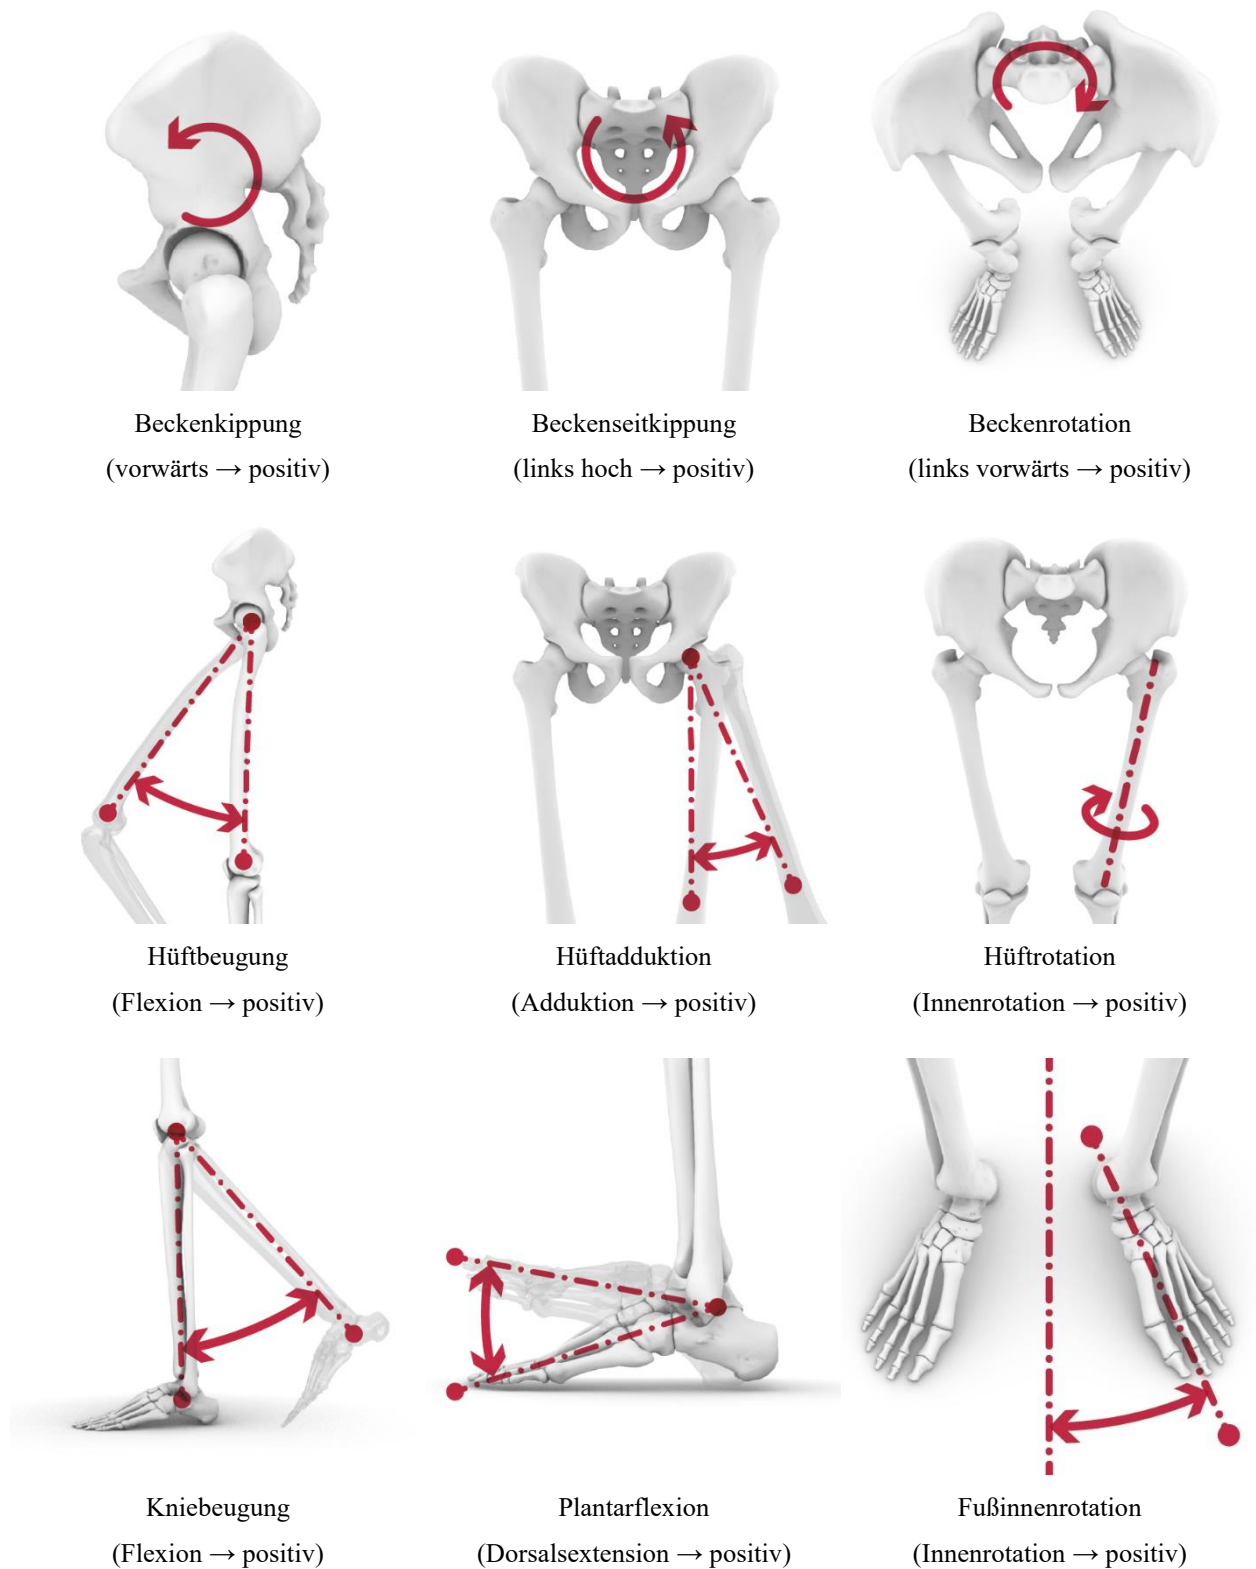 Beckenkippung
(vorwärts → positiv)
Beckenseitkippung
(links hoch → positiv)
Beckenrotation
(links vorwärts → positiv)
Hüftbeugung
(Flexion → positiv)
Hüftadduktion
(Adduktion → positiv)
Hüftrotation
(Innenrotation → positiv)
Kniebeugung
(Flexion → positiv)
Plantarflexion
(Dorsalsextension → positiv)
Fußinnenrotation
(Innenrotation → positiv)